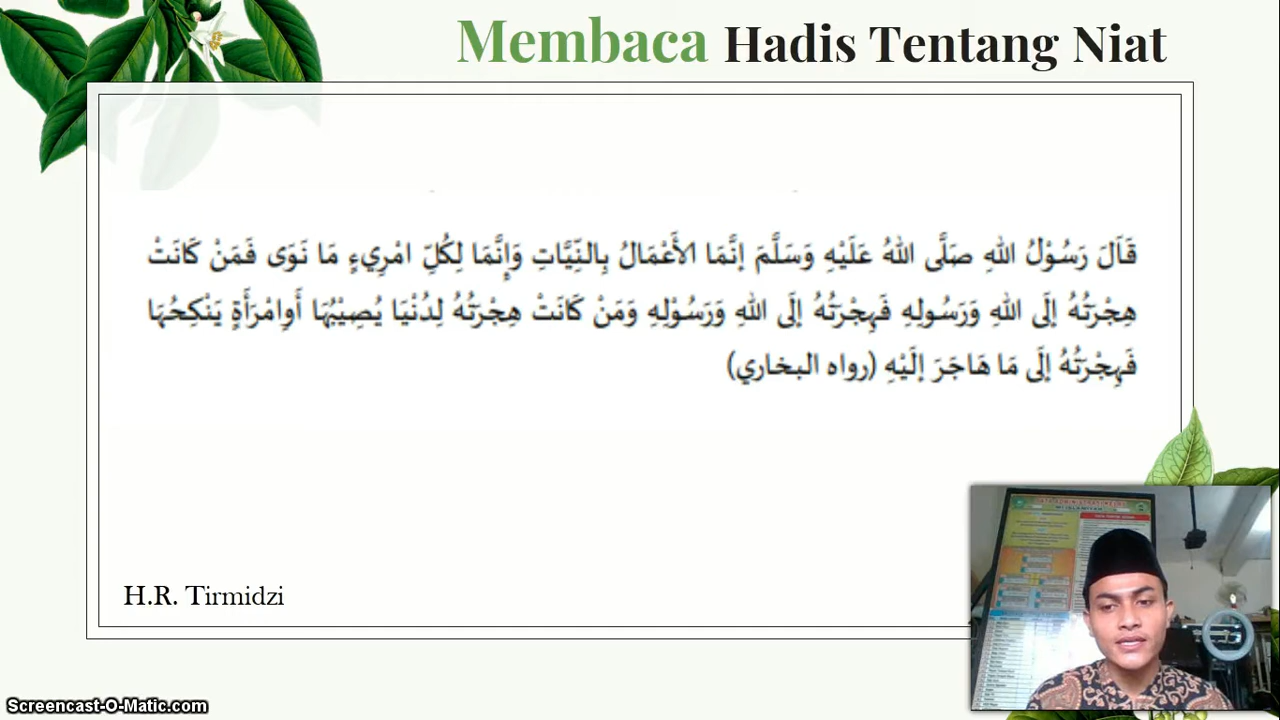 Membaca Hadis Tentang Niat
قَالَ رَسُوْلُ اللهِ صَلَّى اللهُ عَلَيْهِ وَسَلَّمَ إِنَّمَا الأَعْمَالُ بِالنِّيَّاتِ وَإِنَّمَا لِكُلِّ امْرِيءٍ مَا نَوَى فَمَنْ كَانَتْ
هِجْرَتُهُ إِلَى اللهِ وَرَسُولِهِ فَهِجْرَتُهُ إِلَى اللهِ وَرَسُوْلِهِ وَمَنْ كَانَتْ هِجْرَتُهُ لِدُنْيَا يُصِيْبُهَا أَوِامْرَأَةٍ يَنْكِحُهَا
فَهِجْرَتُهُ إِلَى مَا هَاجَرَ إِلَيْهِ (رواه البخاري)
H.R. Tirmidzi
Screencast-O-Matic.com